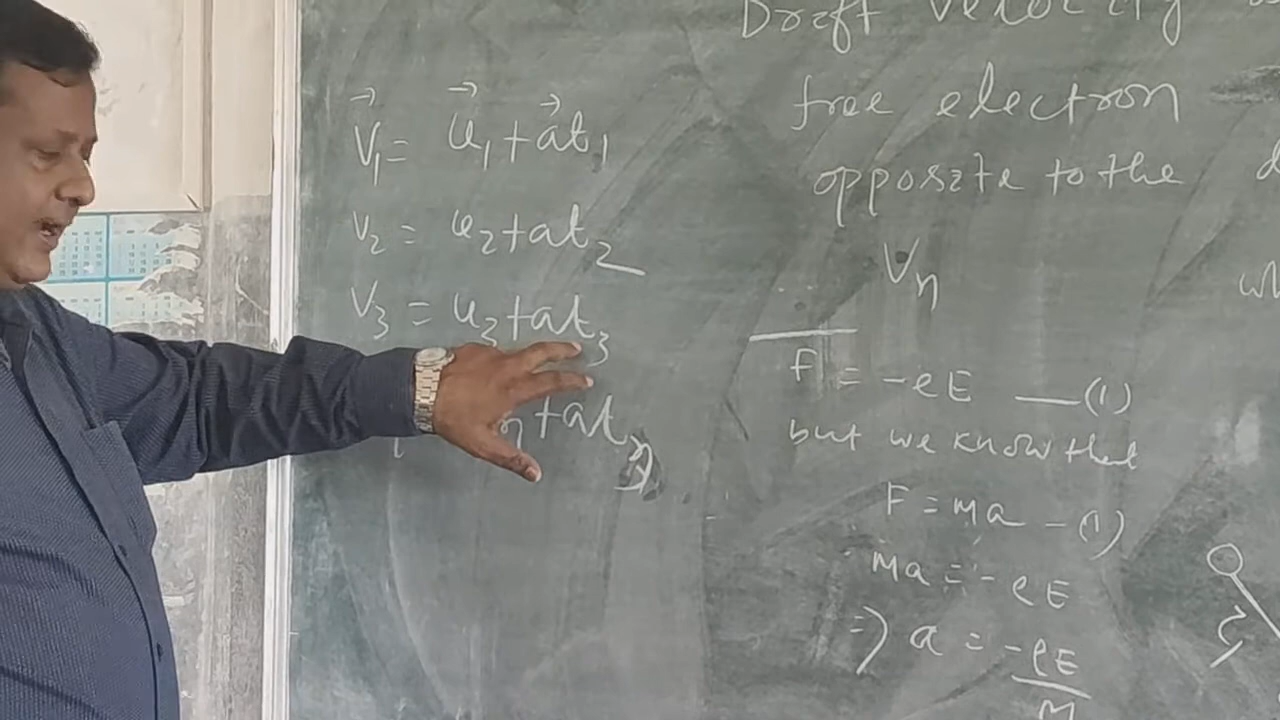 V₁ = u₁ + at₁
V₂ = u₂ + at₂
V₃ = u₃ + at₃
n + atₙ
Draft velocity
free electron
opposite to the
Vₙ
F = -eE —(1)
but we know that
F = Ma -(1)
Ma = -eE
=) a = -eE/M